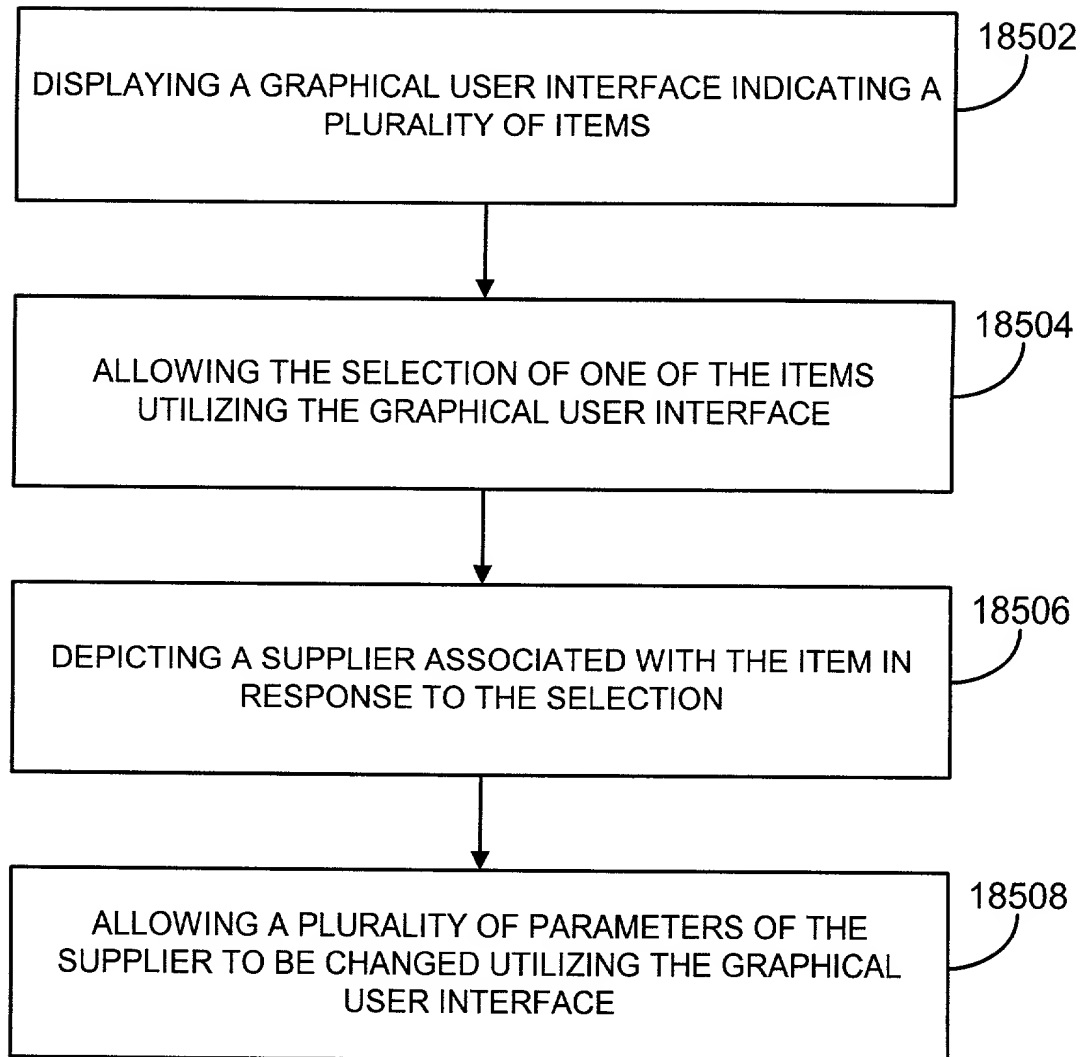 18502
DISPLAYING A GRAPHICAL USER INTERFACE INDICATING A
PLURALITY OF ITEMS
18504
ALLOWING THE SELECTION OF ONE OF THE ITEMS
UTILIZING THE GRAPHICAL USER INTERFACE
18506
DEPICTING A SUPPLIER ASSOCIATED WITH THE ITEM IN
RESPONSE TO THE SELECTION
18508
ALLOWING A PLURALITY OF PARAMETERS OF THE
SUPPLIER TO BE CHANGED UTILIZING THE GRAPHICAL
USER INTERFACE